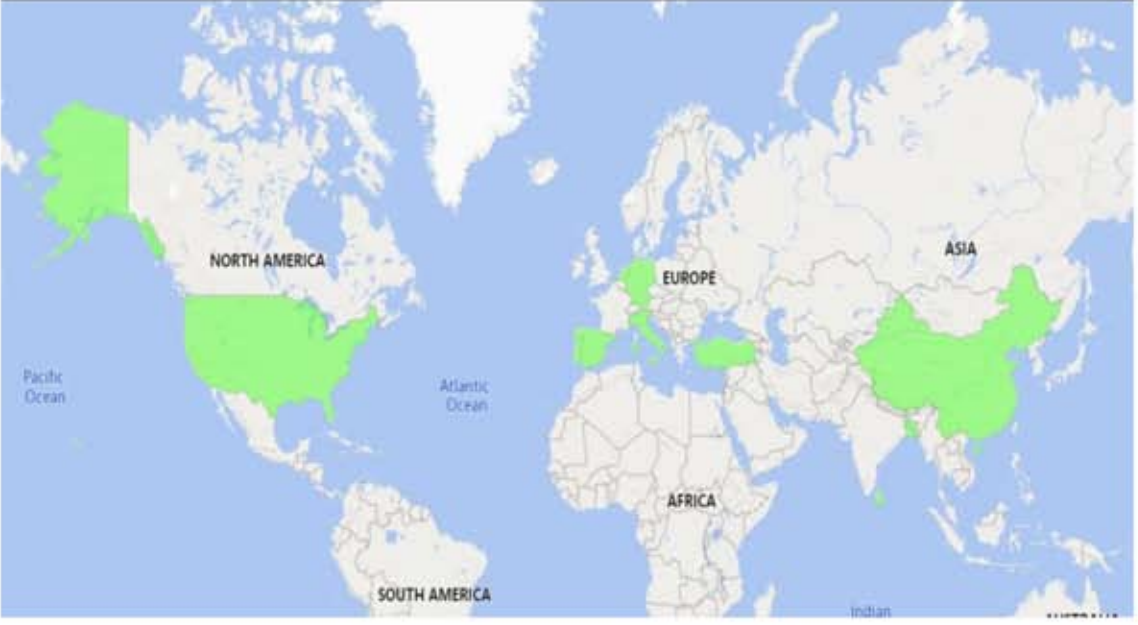 NORTH AMERICA
EUROPE
ASIA
Pacific
Ocean
Atlantic
Ocean
AFRICA
SOUTH AMERICA
Indian